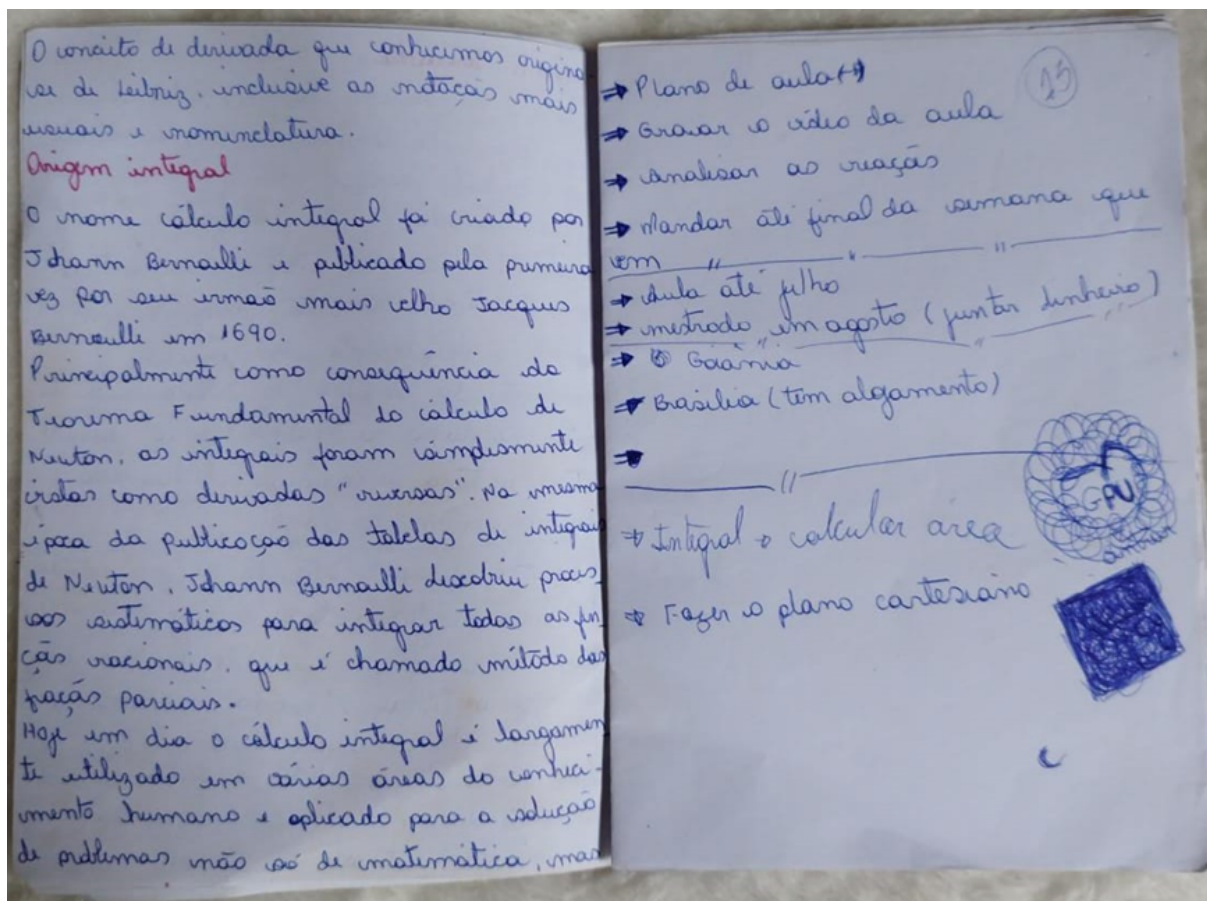 O conceito de derivada que conhecemos origina
se de Leibniz, inclusive as notações mais
usuais e nomenclatura.
Origem integral
O nome cálculo integral foi criado por
Johann Bernoulli e publicado pela primeira
vez por seu irmão mais velho Jacques
Bernoulli em 1690.
Principalmente como consequência do
Teorema Fundamental do cálculo de
Newton, as integrais foram simplesmente
vistas como derivadas "reversas". Na mesma
época da publicação das tabelas de integrais
de Newton, Johann Bernoulli descobriu proces
sos sistemáticos para integrar todas as fun
ções racionais, que é chamado método das
frações parciais.
Hoje em dia o cálculo integral é largamen
te utilizado em várias áreas do conheci-
mento humano e aplicado para a solução
de problemas não só de matemática, mas
25
⇒ Plano de aula
⇒ Gravar o vídeo da aula
⇒ Analisar as reações
⇒ Mandar até final da semana que
vem
⇒ Aula até julho
⇒ mestrado em agosto (juntar dinheiro)
⇒ Goiânia
⇒ Brasília (tem alojamento)
⇒
⇒ Integral → calcular área
⇒ Fazer o plano cartesiano